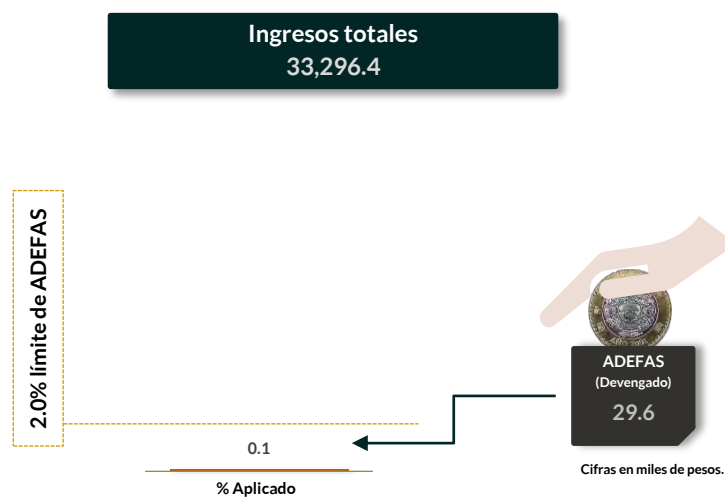 Ingresos totales
33,296.4
2.0% límite de ADEFAS
ADEFAS
(Devengado)
29.6
0.1
% Aplicado
Cifras en miles de pesos.